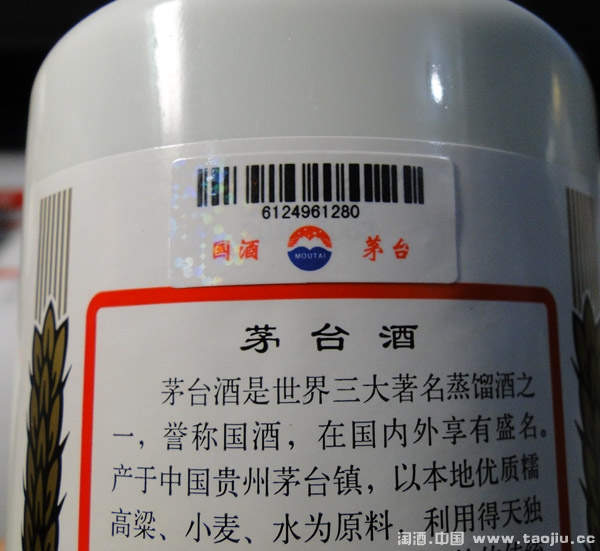 6124961280
国酒 MOUTAI 茅台
茅台酒
茅台酒是世界三大著名蒸馏酒之
一，誉称国酒，在国内外享有盛名。
产于中国贵州茅台镇，以本地优质糯
高粱、小麦、水为原料，利用得天独
淘酒.中国 www.taojiu.cc